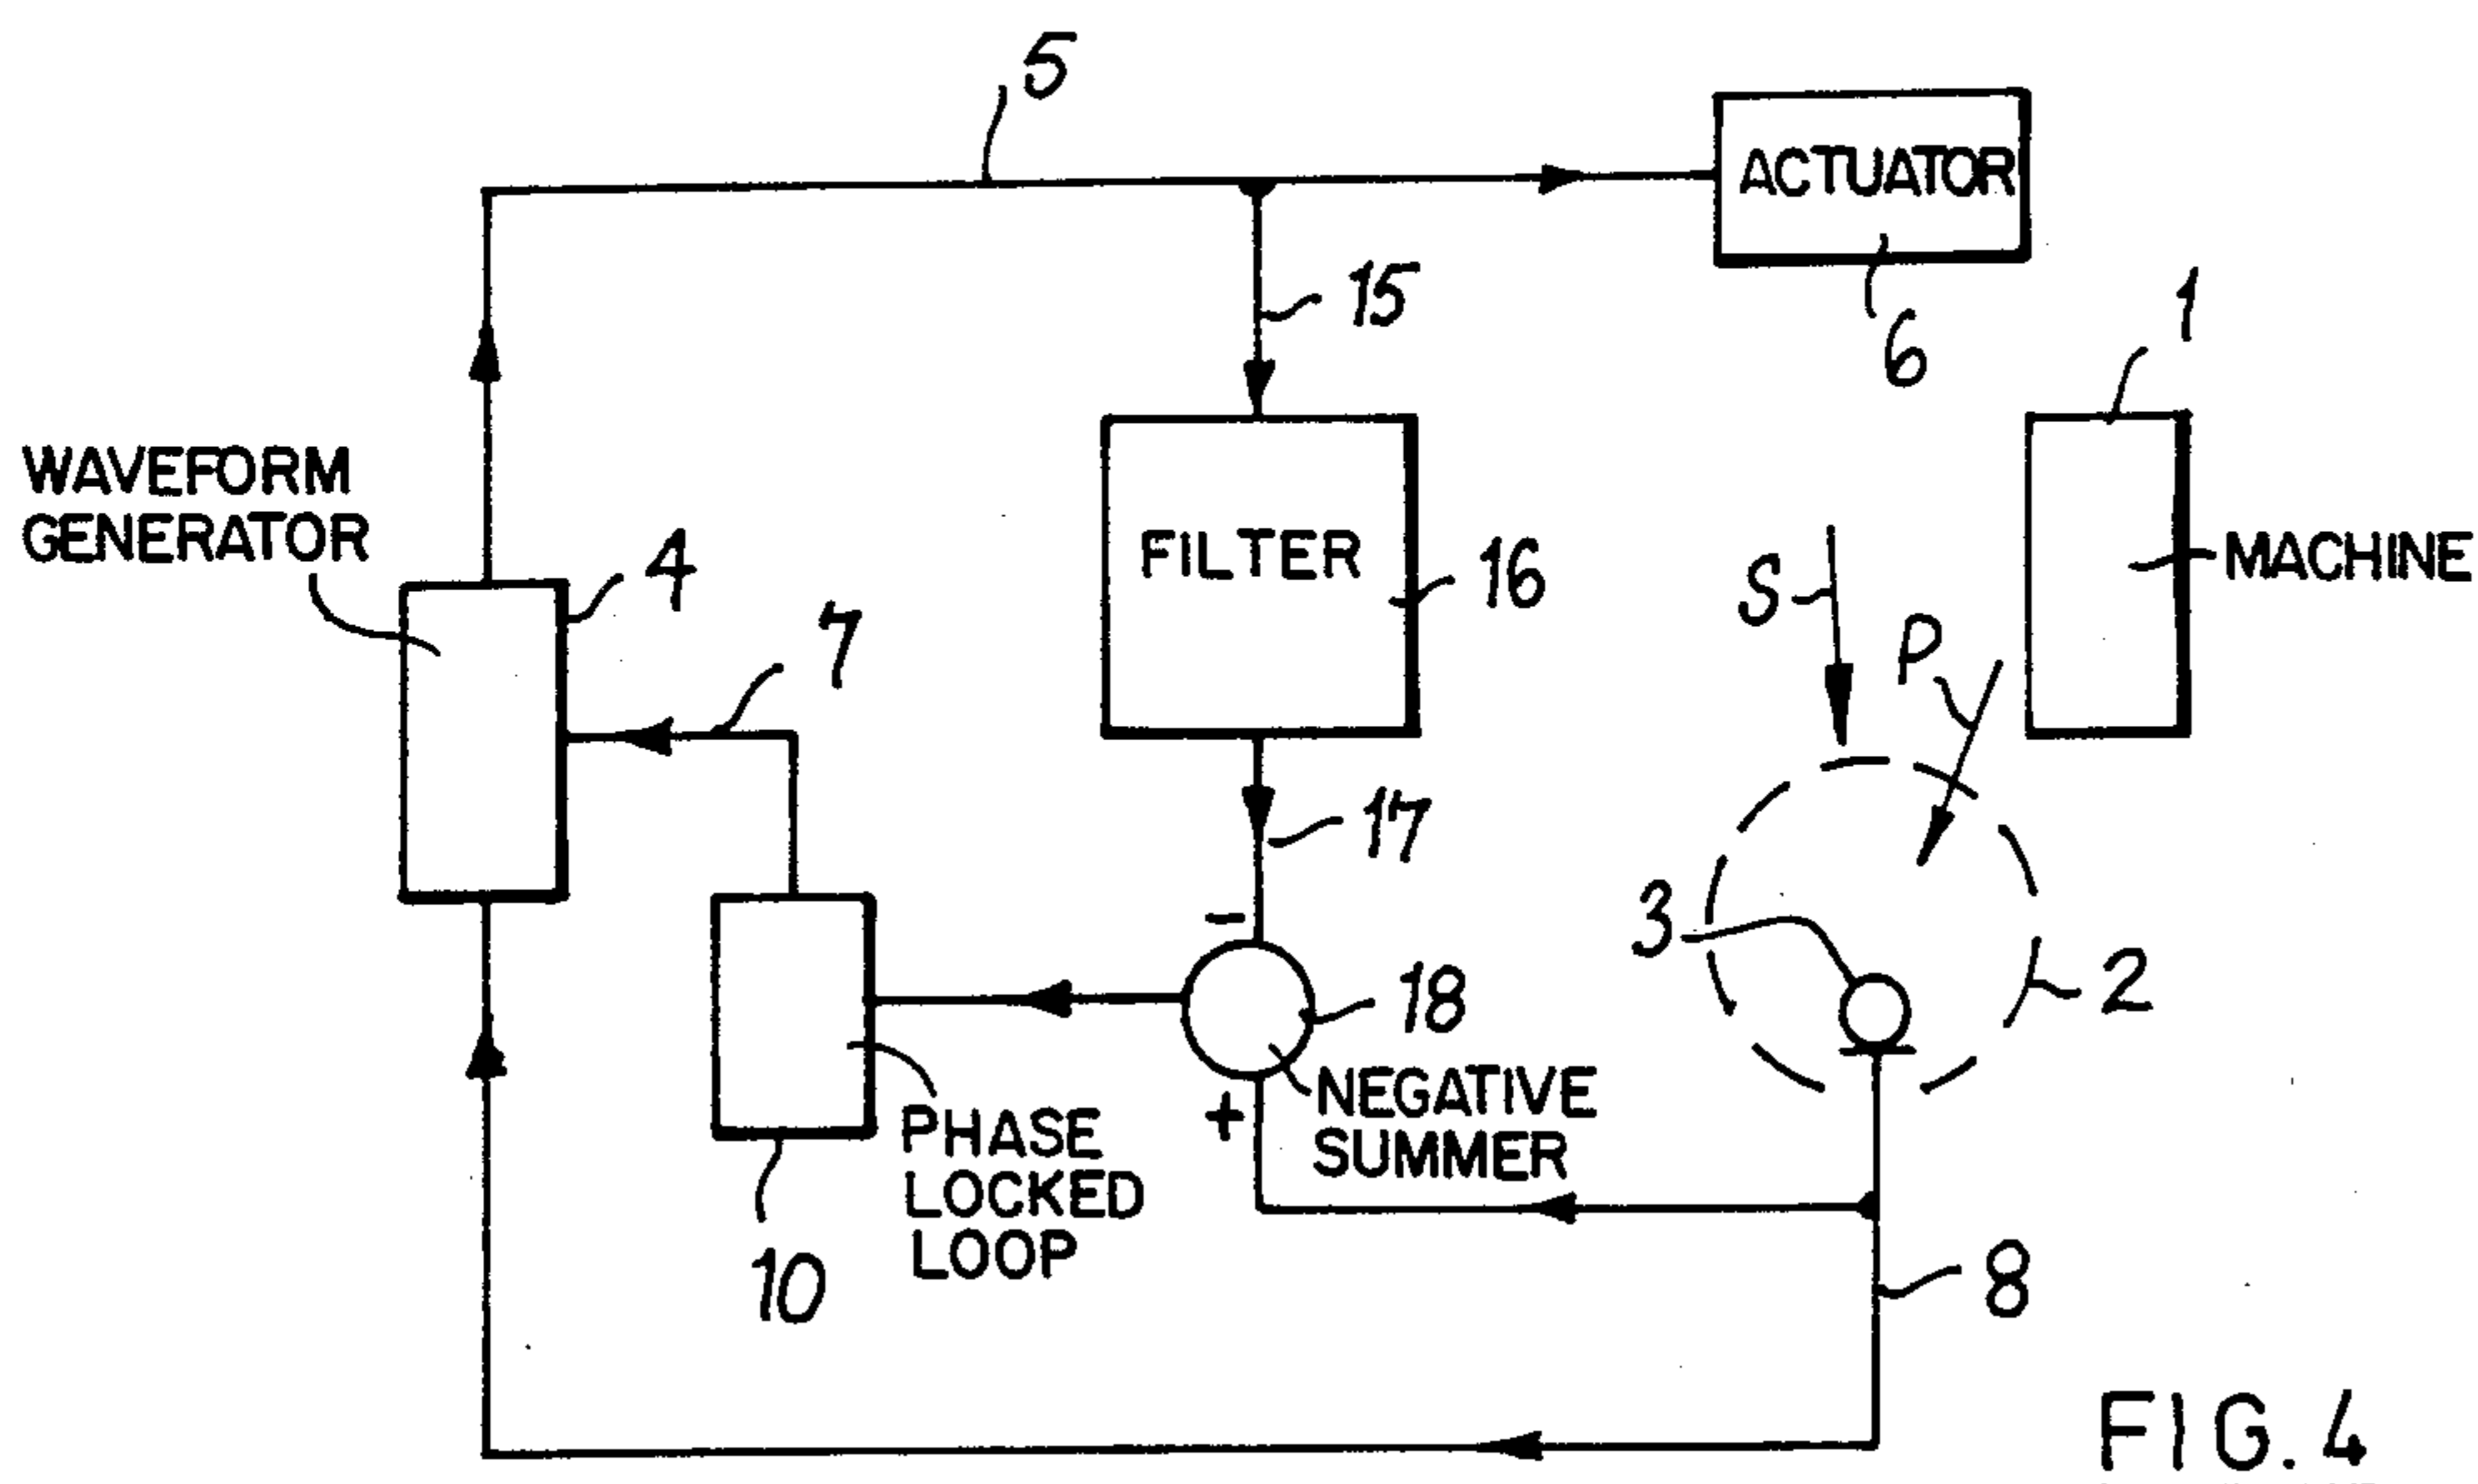 5
ACTUATOR
15
6
1
WAVEFORM
GENERATOR
4
FILTER
16
MACHINE
S
P
7
17
-
3
18
2
NEGATIVE
SUMMER
+
PHASE
LOCKED
LOOP
10
8
FIG. 4